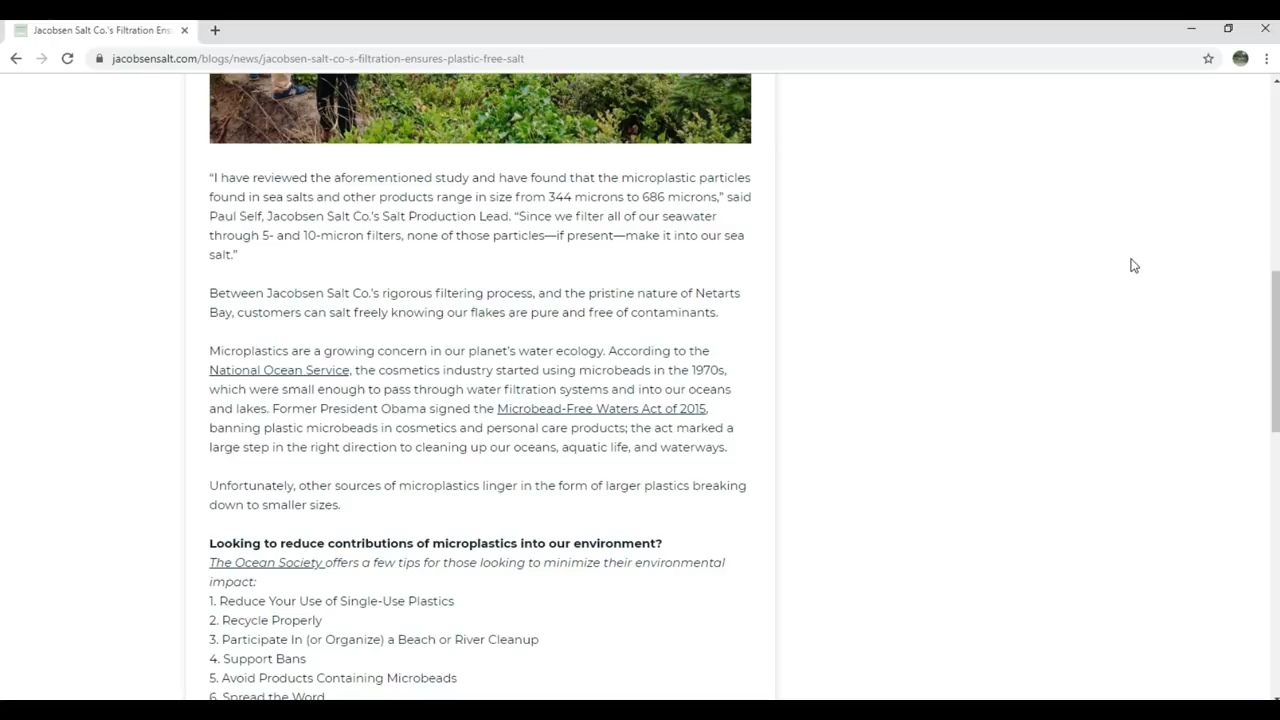 Jacobsen Salt Co.'s Filtration Ens
jacobsensalt.com/blogs/news/jacobsen-salt-co-s-filtration-ensures-plastic-free-salt
“I have reviewed the aforementioned study and have found that the microplastic particles
found in sea salts and other products range in size from 344 microns to 686 microns,” said
Paul Self, Jacobsen Salt Co.’s Salt Production Lead. “Since we filter all of our seawater
through 5- and 10-micron filters, none of those particles—if present—make it into our sea
salt.”
Between Jacobsen Salt Co.’s rigorous filtering process, and the pristine nature of Netarts
Bay, customers can salt freely knowing our flakes are pure and free of contaminants.
Microplastics are a growing concern in our planet’s water ecology. According to the
National Ocean Service, the cosmetics industry started using microbeads in the 1970s,
which were small enough to pass through water filtration systems and into our oceans
and lakes. Former President Obama signed the Microbead-Free Waters Act of 2015,
banning plastic microbeads in cosmetics and personal care products; the act marked a
large step in the right direction to cleaning up our oceans, aquatic life, and waterways.
Unfortunately, other sources of microplastics linger in the form of larger plastics breaking
down to smaller sizes.
Looking to reduce contributions of microplastics into our environment?
The Ocean Society offers a few tips for those looking to minimize their environmental
impact:
1. Reduce Your Use of Single-Use Plastics
2. Recycle Properly
3. Participate In (or Organize) a Beach or River Cleanup
4. Support Bans
5. Avoid Products Containing Microbeads
6. Spread the Word